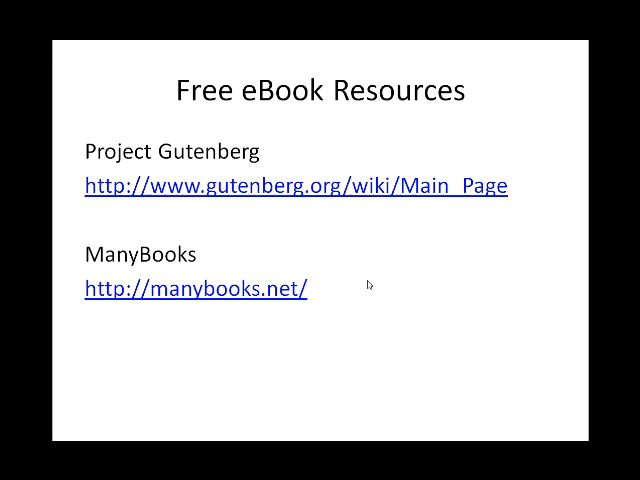 Free eBook Resources
Project Gutenberg
http://www.gutenberg.org/wiki/Main_Page
ManyBooks
http://manybooks.net/